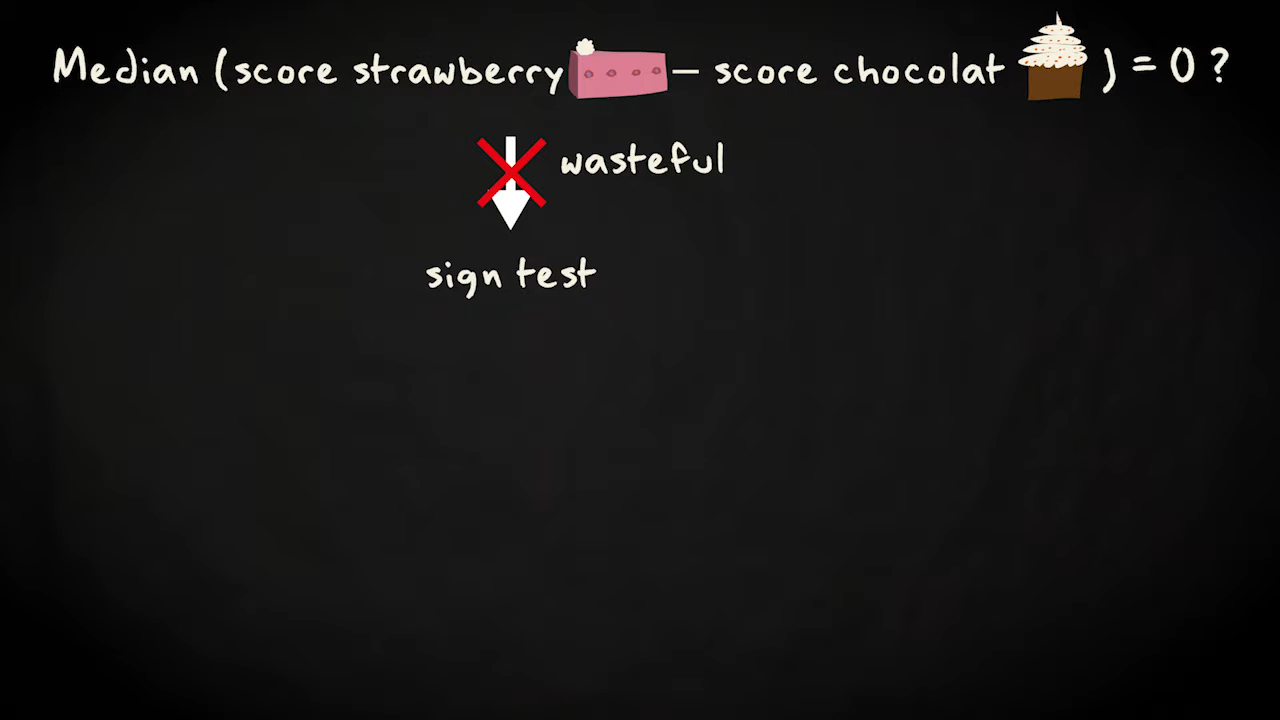 Median (score strawberry – score chocolat ) = 0 ?
wasteful
sign test